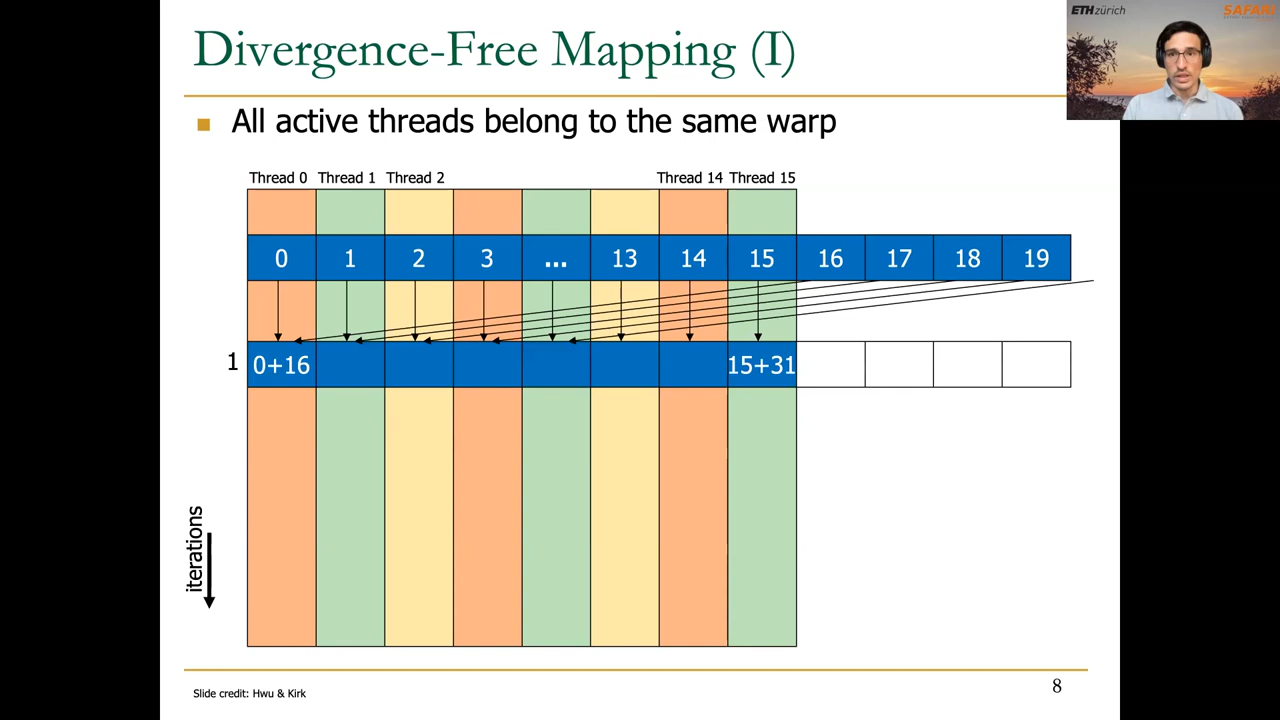 Divergence-Free Mapping (I)
ETHzürich
SAFARI
All active threads belong to the same warp
Thread 0 Thread 1 Thread 2 Thread 14 Thread 15
0 1 2 3 ... 13 14 15 16 17 18 19
1 0+16 15+31
iterations
Slide credit: Hwu & Kirk
8